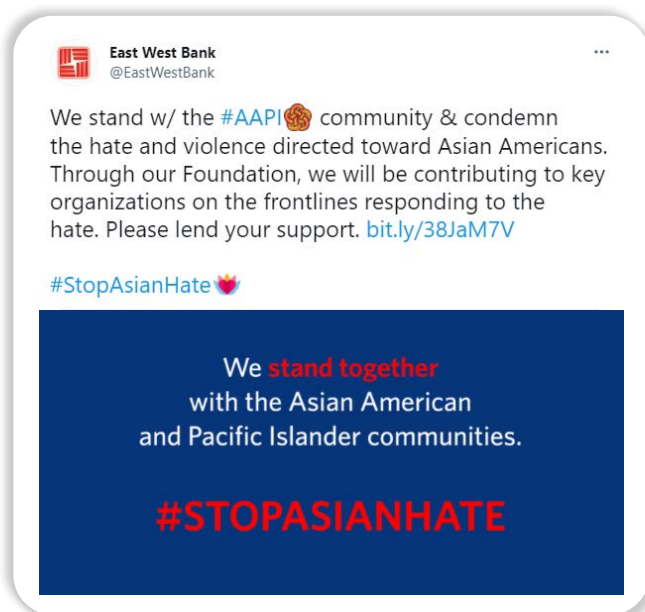 East West Bank
@EastWestBank
We stand w/ the #AAPI community & condemn
the hate and violence directed toward Asian Americans.
Through our Foundation, we will be contributing to key
organizations on the frontlines responding to the
hate. Please lend your support. bit.ly/38JaM7V
#StopAsianHate
We stand together
with the Asian American
and Pacific Islander communities.
#STOPASIANHATE